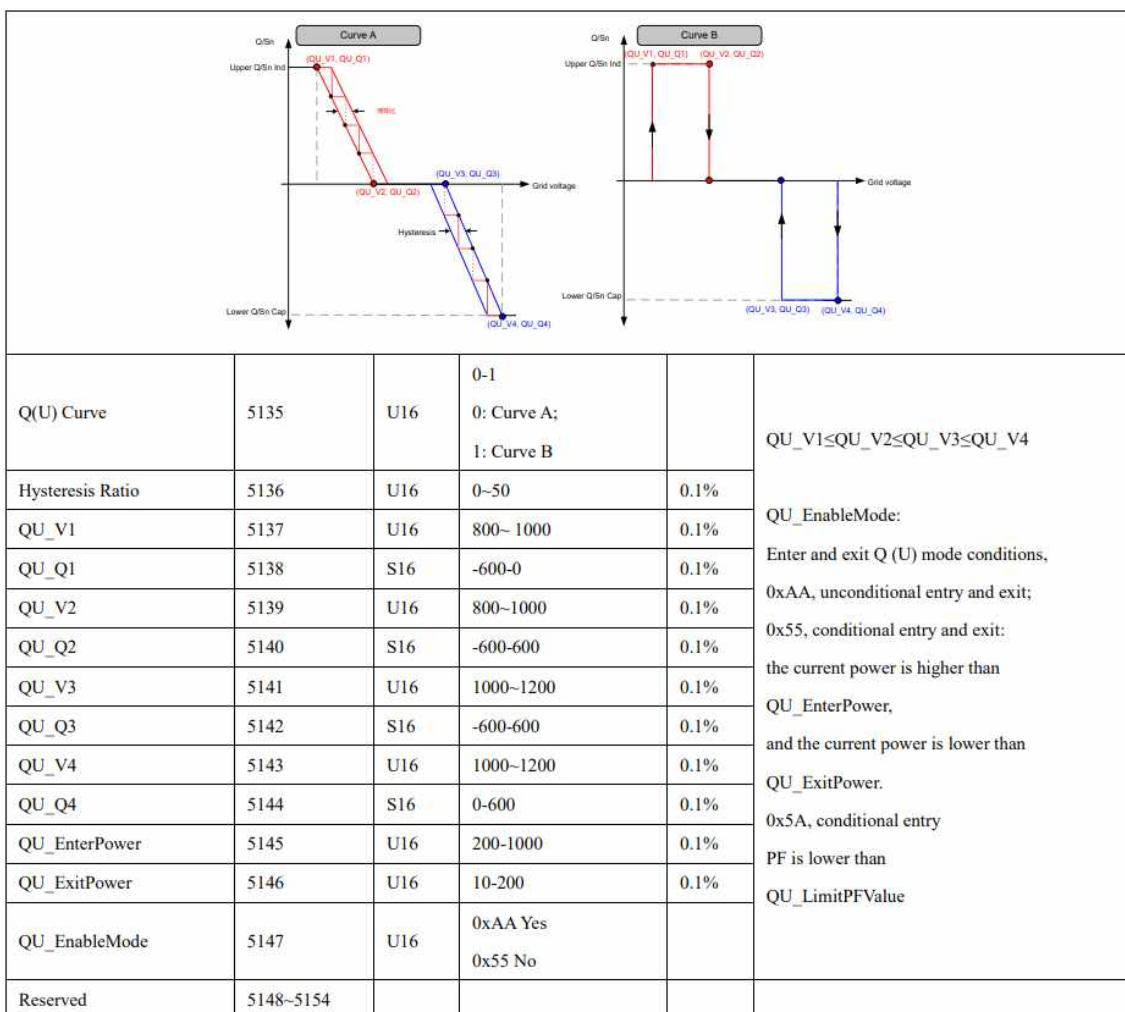 Curve A
Q/Sn
(QU_V1, QU_Q1)
Upper Q/Sn Ind
(QU_V2, QU_Q2)
(QU_V3, QU_Q3)
Grid voltage
Hysteresis
Lower Q/Sn Cap
(QU_V4, QU_Q4)
Curve B
Q/Sn
(QU_V1, QU_Q1) (QU_V2, QU_Q2)
Upper Q/Sn Ind
Grid voltage
Lower Q/Sn Cap
(QU_V3, QU_Q3) (QU_V4, QU_Q4)
Q(U) Curve 5135 U16 0-1
0: Curve A;
1: Curve B
Hysteresis Ratio 5136 U16 0~50 0.1%
QU_V1 5137 U16 800~ 1000 0.1%
QU_Q1 5138 S16 -600-0 0.1%
QU_V2 5139 U16 800~1000 0.1%
QU_Q2 5140 S16 -600-600 0.1%
QU_V3 5141 U16 1000~1200 0.1%
QU_Q3 5142 S16 -600-600 0.1%
QU_V4 5143 U16 1000~1200 0.1%
QU_Q4 5144 S16 0-600 0.1%
QU_EnterPower 5145 U16 200-1000 0.1%
QU_ExitPower 5146 U16 10-200 0.1%
QU_EnableMode 5147 U16 0xAA Yes
0x55 No
QU_V1≤QU_V2≤QU_V3≤QU_V4
QU_EnableMode:
Enter and exit Q (U) mode conditions,
0xAA, unconditional entry and exit;
0x55, conditional entry and exit:
the current power is higher than
QU_EnterPower,
and the current power is lower than
QU_ExitPower.
0x5A, conditional entry
PF is lower than
QU_LimitPFValue
Reserved 5148~5154